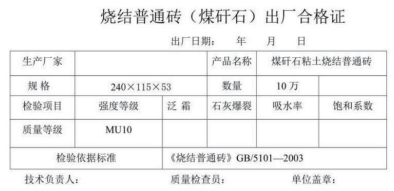 烧结普通砖（煤矸石）出厂合格证
出厂日期： 年 月 日
生产厂家 产品名称 煤矸石粘土烧结普通砖
规格 240×115×53 数量 10 万
检验项目 强度等级 泛霜 石灰爆裂 吸水率 饱和系数
质量等级 MU10
检验依据标准 《烧结普通砖》GB/5101—2003
技术负责人： 质量检查员： 单位盖章：